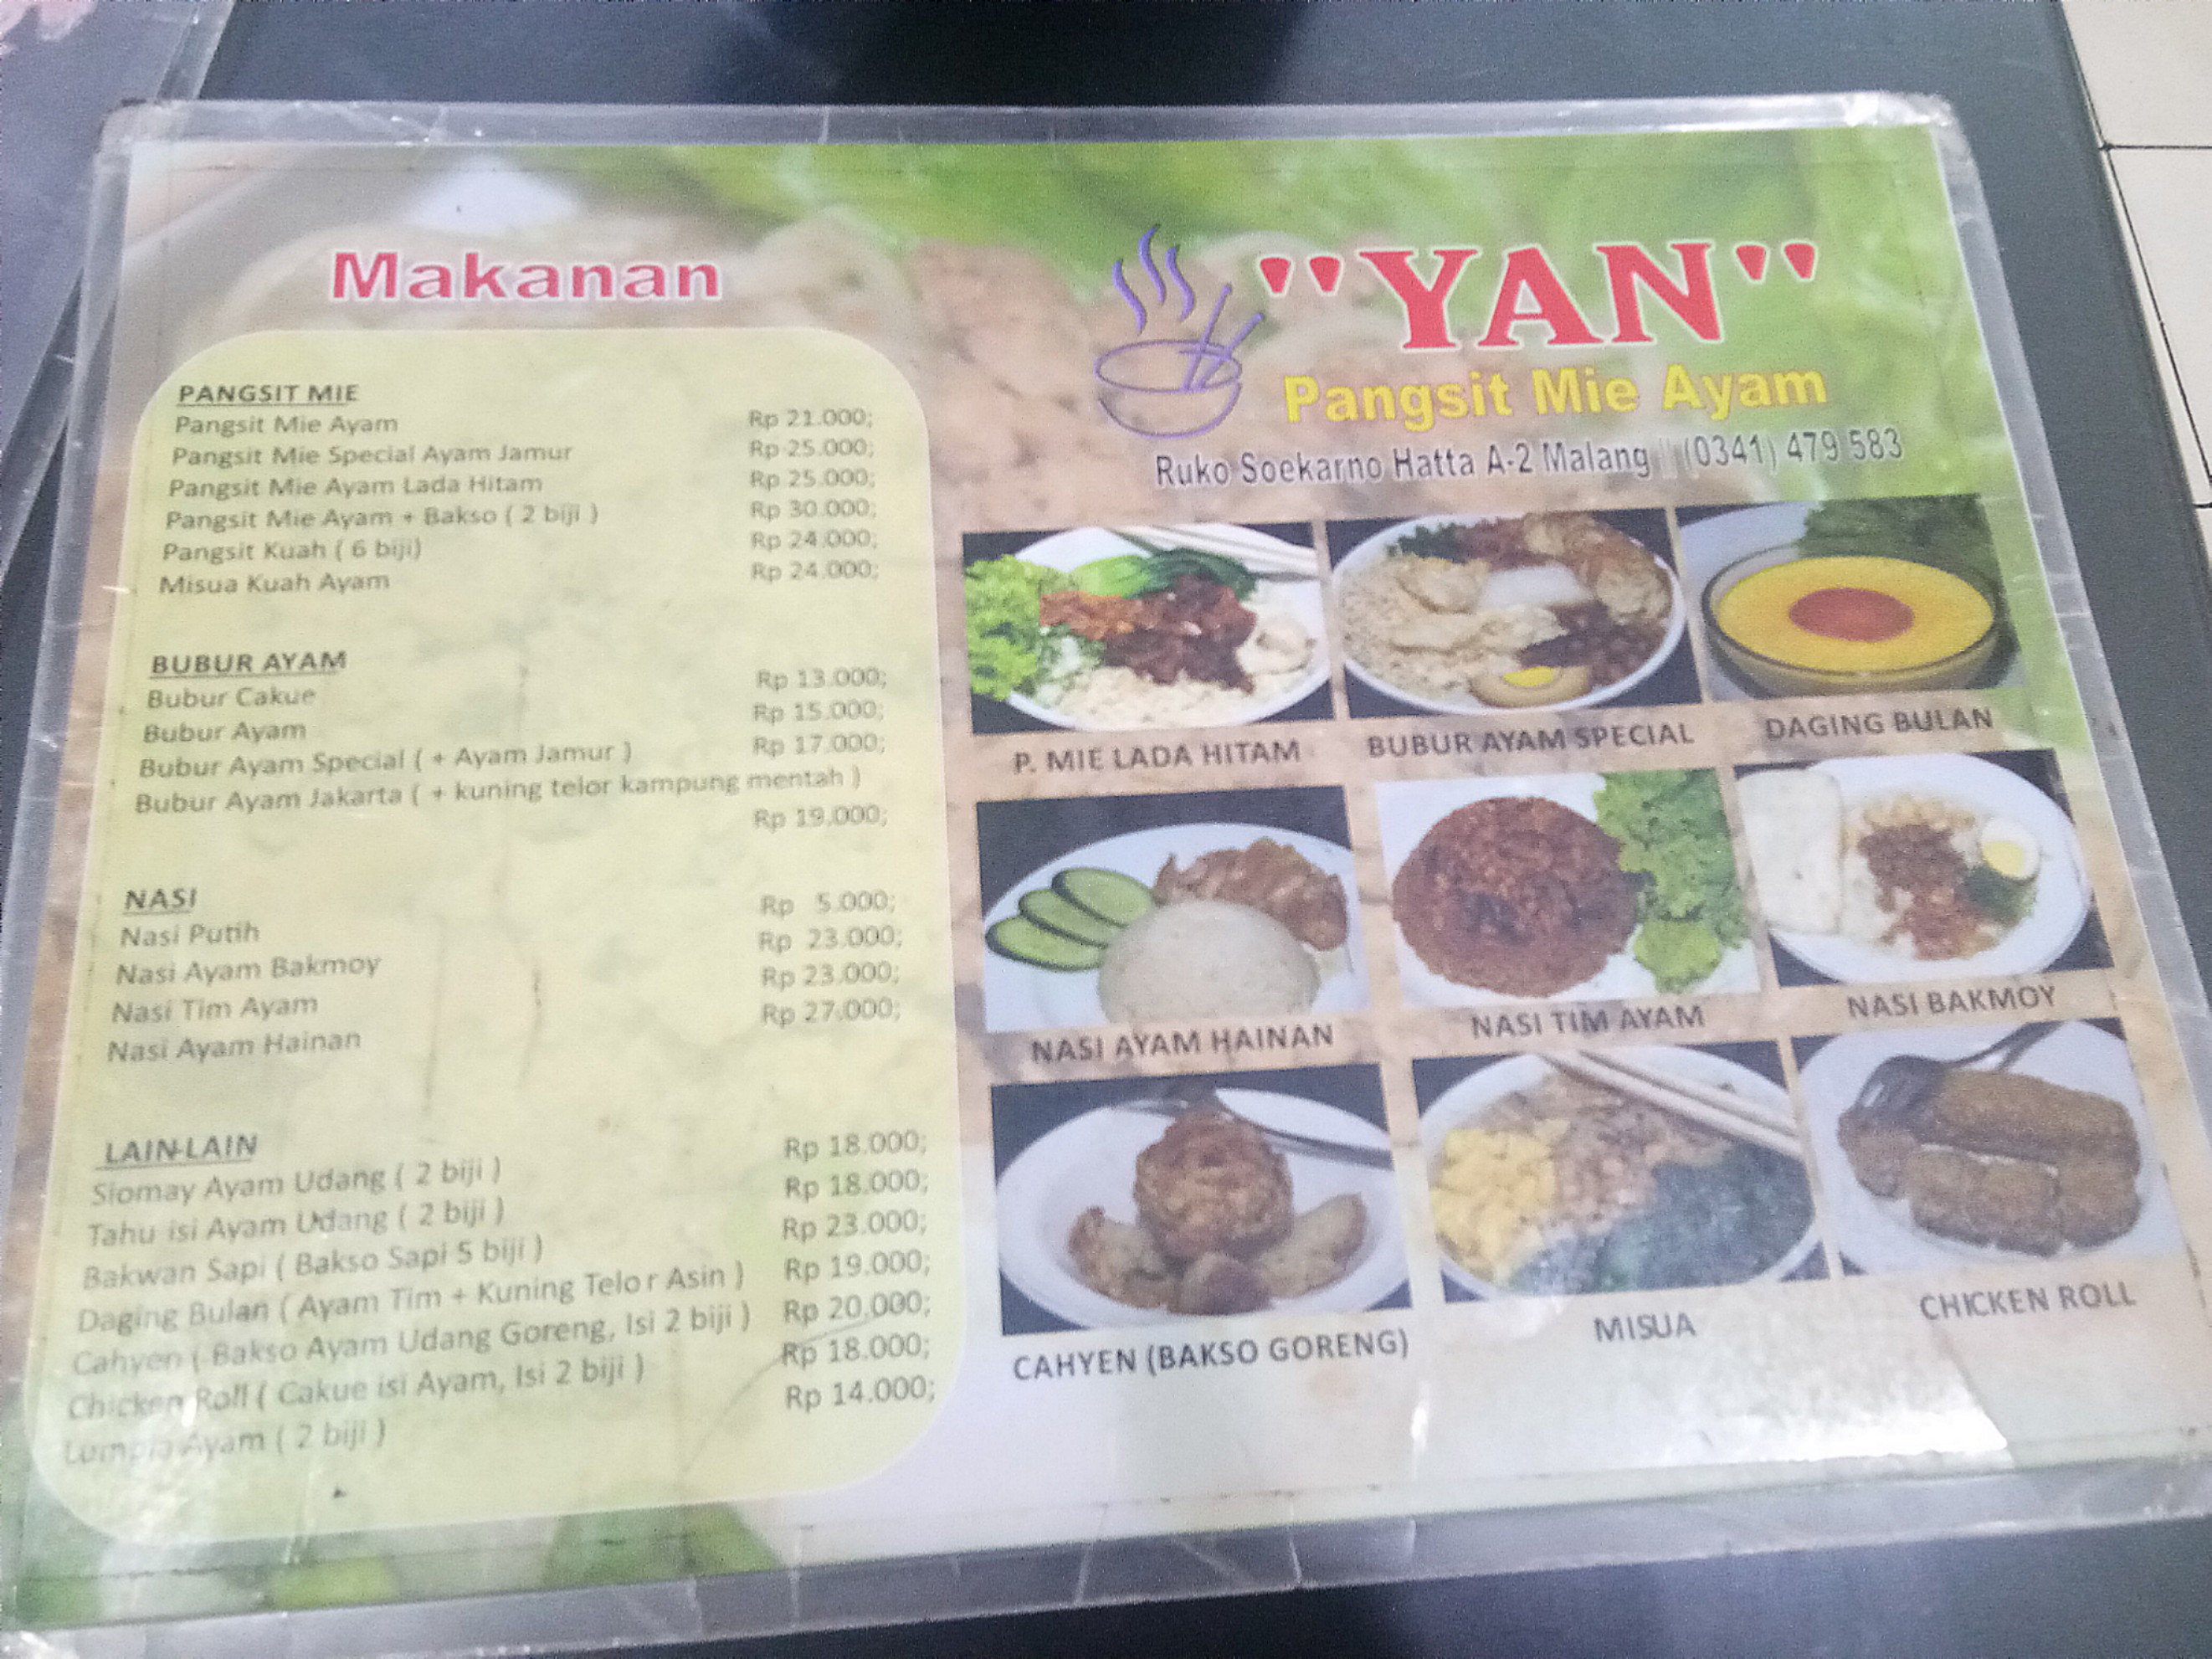 Makanan
PANGSIT MIE
Pangsit Mie Ayam Rp 21.000;
Pangsit Mie Special Ayam Jamur Rp 25.000;
Pangsit Mie Ayam Lada Hitam Rp 25.000;
Pangsit Mie Ayam + Bakso ( 2 biji ) Rp 30.000;
Pangsit Kuah ( 6 biji) Rp 24.000;
Misua Kuah Ayam Rp 24.000;
BUBUR AYAM
Bubur Cakue Rp 13.000;
Bubur Ayam Rp 15.000;
Bubur Ayam Special ( + Ayam Jamur ) Rp 17.000;
Bubur Ayam Jakarta ( + kuning telor kampung mentah )
Rp 19.000;
NASI
Nasi Putih Rp 5.000;
Nasi Ayam Bakmoy Rp 23.000;
Nasi Tim Ayam Rp 23.000;
Nasi Ayam Hainan Rp 27.000;
LAIN-LAIN
Siomay Ayam Udang ( 2 biji ) Rp 18.000;
Tahu isi Ayam Udang ( 2 biji ) Rp 18.000;
Bakwan Sapi ( Bakso Sapi 5 biji ) Rp 23.000;
Daging Bulan ( Ayam Tim + Kuning Telor Asin ) Rp 19.000;
Cahyen ( Bakso Ayam Udang Goreng, Isi 2 biji ) Rp 20.000;
Chicken Roll ( Cakue isi Ayam, Isi 2 biji ) Rp 18.000;
Lumpia Ayam ( 2 biji ) Rp 14.000;
"YAN"
Pangsit Mie Ayam
Ruko Soekarno Hatta A-2 Malang || (0341) 479 583
P. MIE LADA HITAM
BUBUR AYAM SPECIAL
DAGING BULAN
NASI AYAM HAINAN
NASI TIM AYAM
NASI BAKMOY
CAHYEN (BAKSO GORENG)
MISUA
CHICKEN ROLL